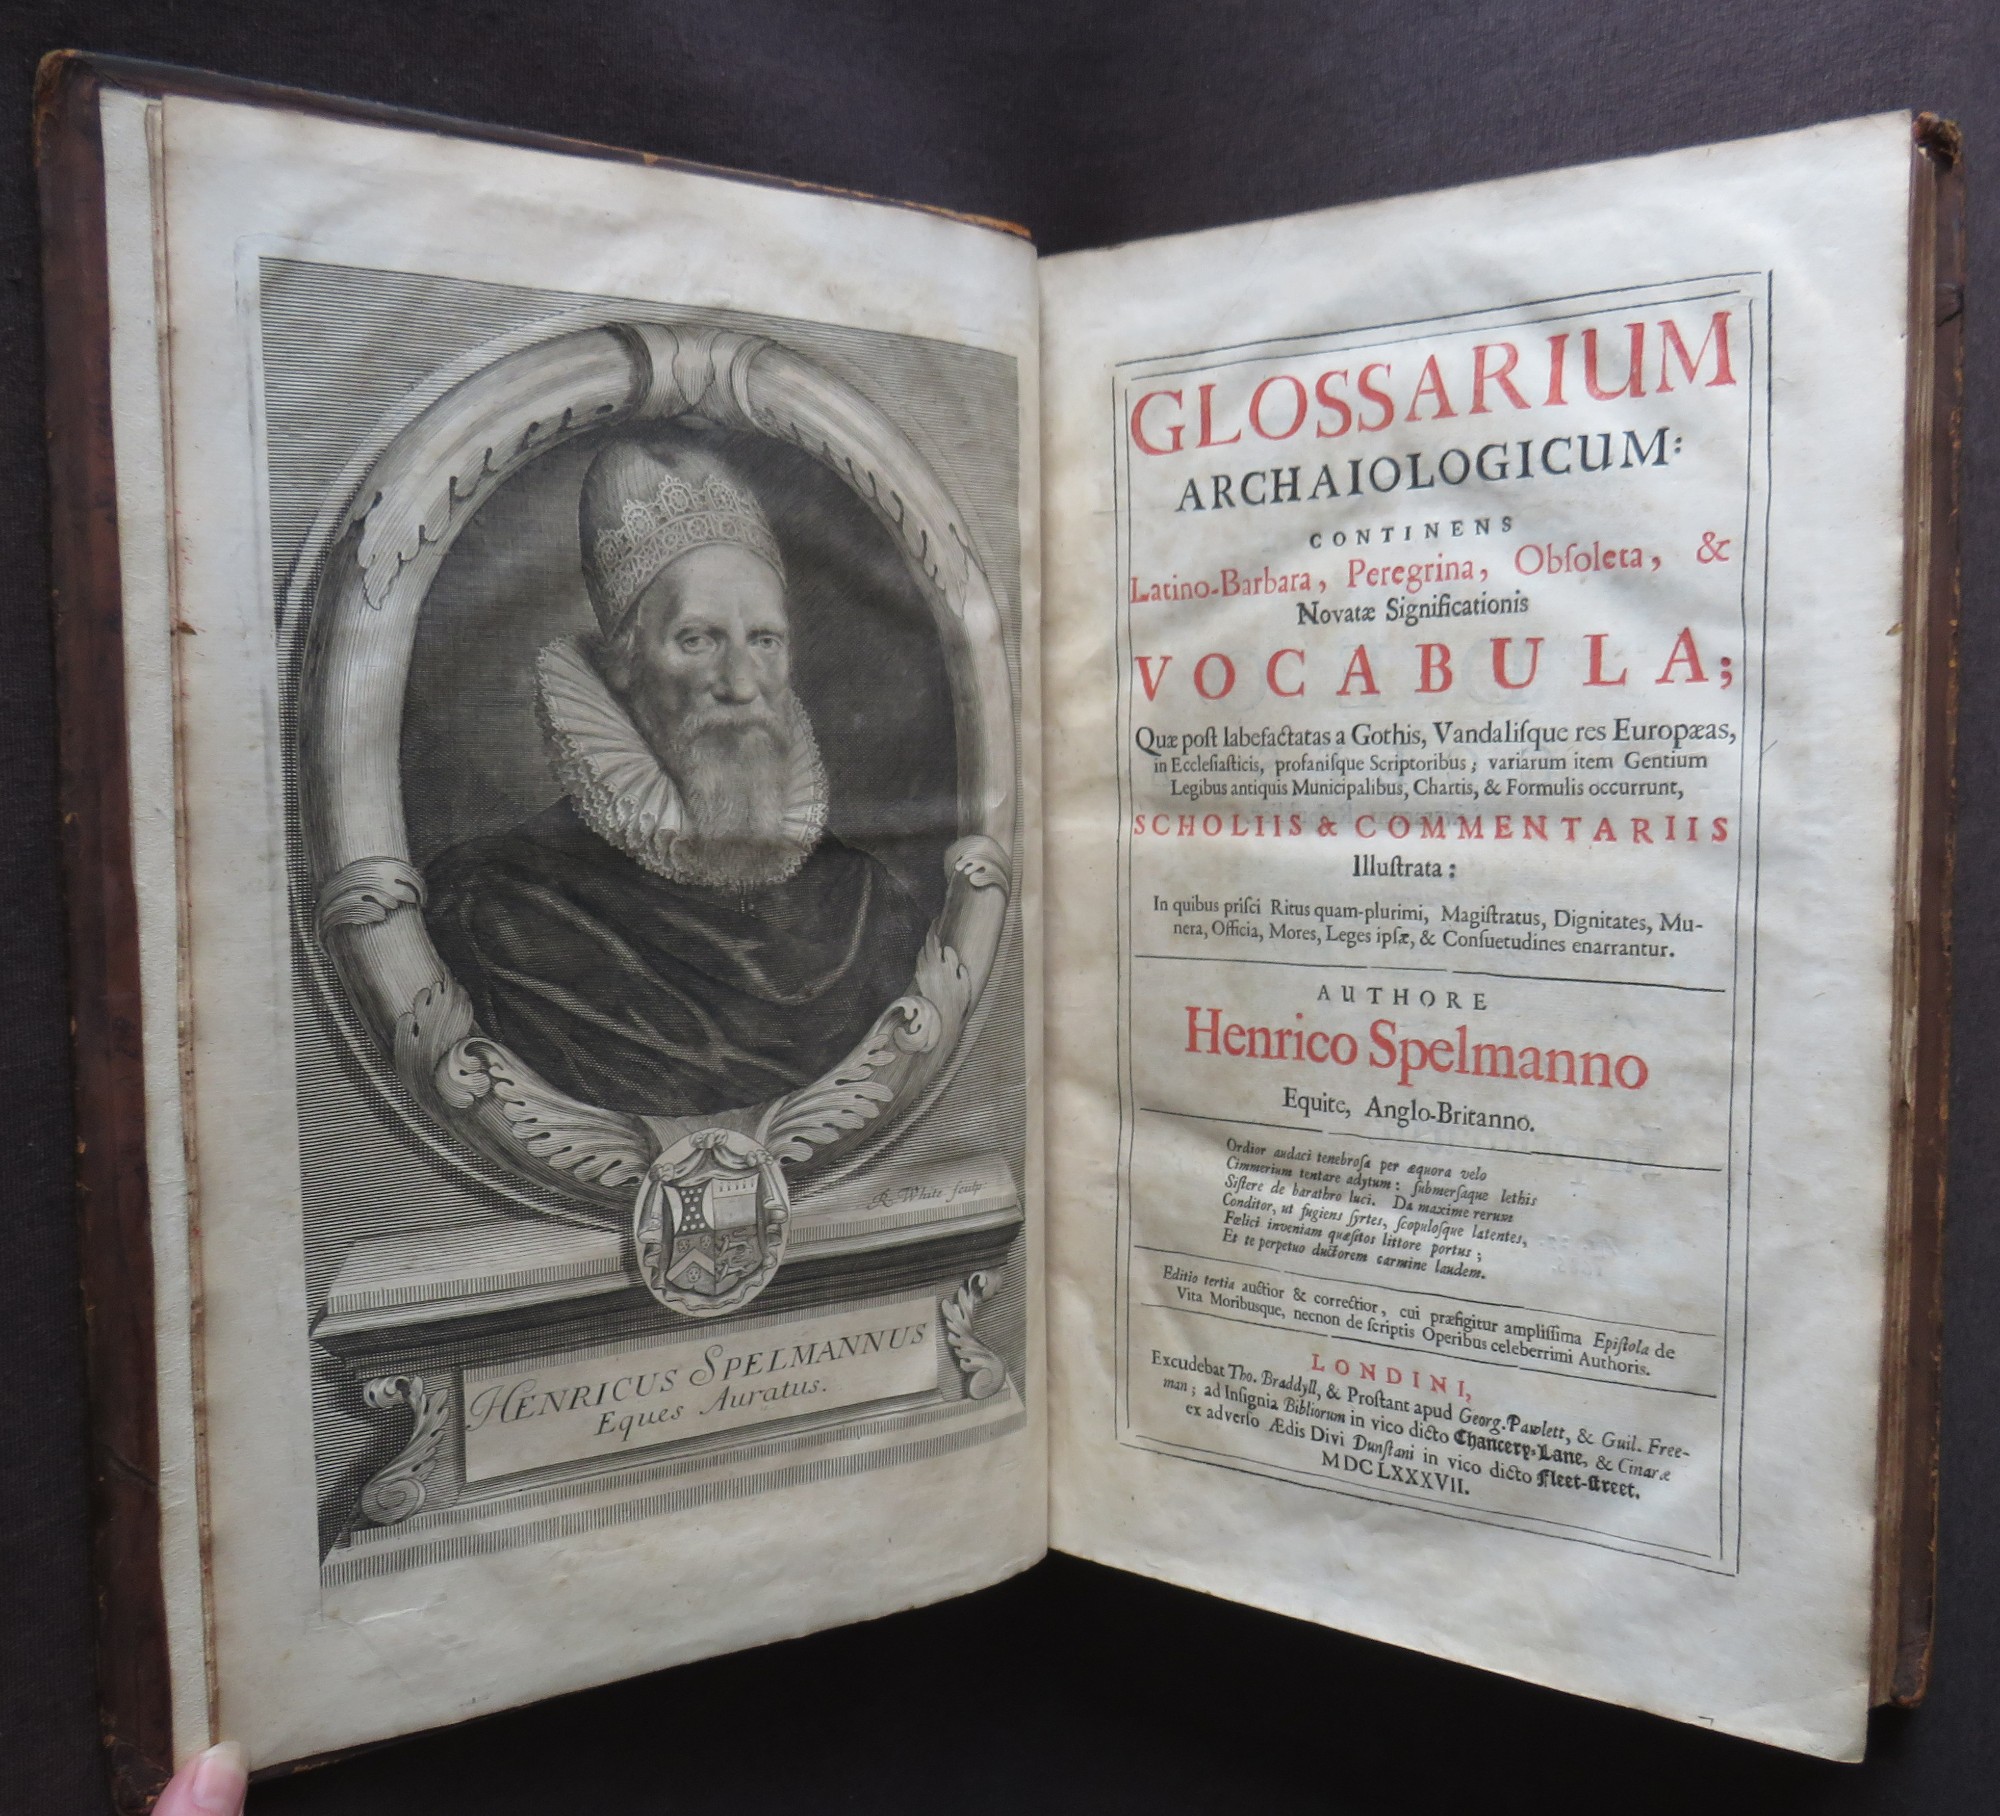 R White sculp:
HENRICUS SPELMANNUS
Eques Auratus.
GLOSSARIUM
ARCHAIOLOGICUM:
CONTINENS
Latino-Barbara, Peregrina, Obſoleta, &
Novatæ Significationis
VOCABULA;
Quæ poſt labefactatas a Gothis, Vandaliſque res Europæas,
in Eccleſiaſticis, profaniſque Scriptoribus; variarum item Gentium
Legibus antiquis Municipalibus, Chartis, & Formulis occurrunt,
SCHOLIIS & COMMENTARIIS
Illuſtrata:
In quibus priſci Ritus quam-plurimi, Magiſtratus, Dignitates, Mu-
nera, Officia, Mores, Leges ipſæ, & Conſuetudines enarrantur.
AUTHORE
Henrico Spelmanno
Equite, Anglo-Britanno.
Ordior audaci tenebroſa per æquora velo
Cimmerium tentare adytum: ſubmerſaque lethis
Siſtere de barathro luci. Da maxime rerum
Conditor, ut fugiens ſyrtes, ſcopuloſque latentes,
Fœlici inveniam quæſitos littore portus;
Et te perpetuo ductorem carmine laudem.
Editio tertia auctior & correctior, cui præfigitur ampliſſima Epiſtola de
Vita Moribusque, necnon de ſcriptis Operibus celeberrimi Authoris.
LONDINI,
Excudebat Tho. Braddyll, & Proſtant apud Georg. Pawlett, & Guil. Free-
man; ad Inſignia Bibliorum in vico dicto Chancery-Lane, & Cinaræ
ex adverſo Ædis Divi Dunſtani in vico dicto Fleet-ſtreet.
MDCLXXXVII.